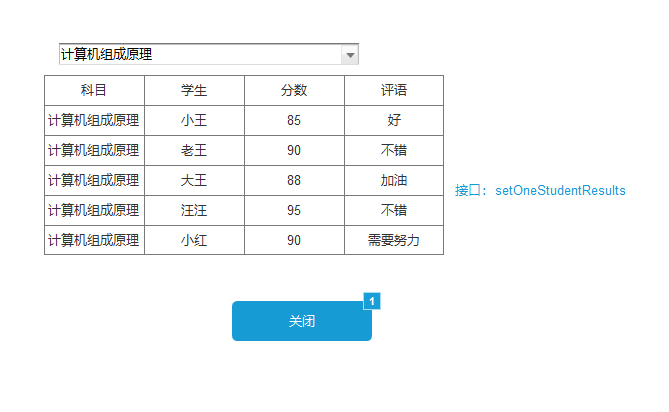 计算机组成原理
科目 学生 分数 评语
计算机组成原理 小王 85 好
计算机组成原理 老王 90 不错
计算机组成原理 大王 88 加油
接口：setOneStudentResults
计算机组成原理 汪汪 95 不错
计算机组成原理 小红 90 需要努力
1
关闭